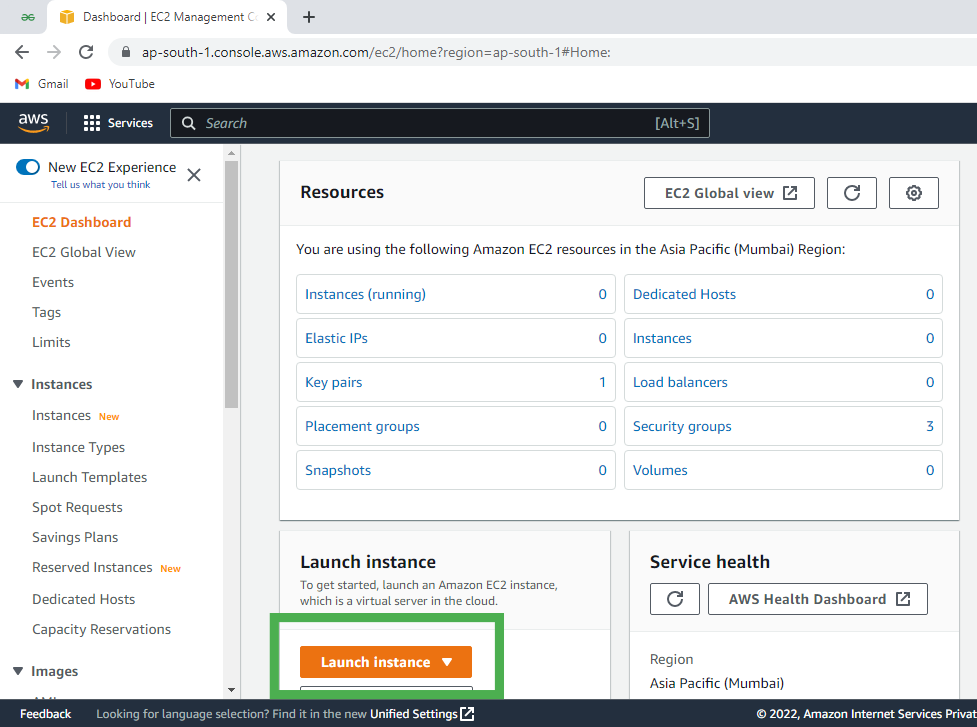 Dashboard | EC2 Management C
ap-south-1.console.aws.amazon.com/ec2/home?region=ap-south-1#Home:
Gmail YouTube
aws Services Search [Alt+S]
New EC2 Experience
Tell us what you think
EC2 Dashboard
EC2 Global View
Events
Tags
Limits
Instances
Instances New
Instance Types
Launch Templates
Spot Requests
Savings Plans
Reserved Instances New
Dedicated Hosts
Capacity Reservations
Images
Resources
EC2 Global view
You are using the following Amazon EC2 resources in the Asia Pacific (Mumbai) Region:
Instances (running) 0 Dedicated Hosts 0
Elastic IPs 0 Instances 0
Key pairs 1 Load balancers 0
Placement groups 0 Security groups 3
Snapshots 0 Volumes 0
Launch instance
To get started, launch an Amazon EC2 instance,
which is a virtual server in the cloud.
Launch instance
Service health
AWS Health Dashboard
Region
Asia Pacific (Mumbai)
Feedback Looking for language selection? Find it in the new Unified Settings © 2022, Amazon Internet Services Privat